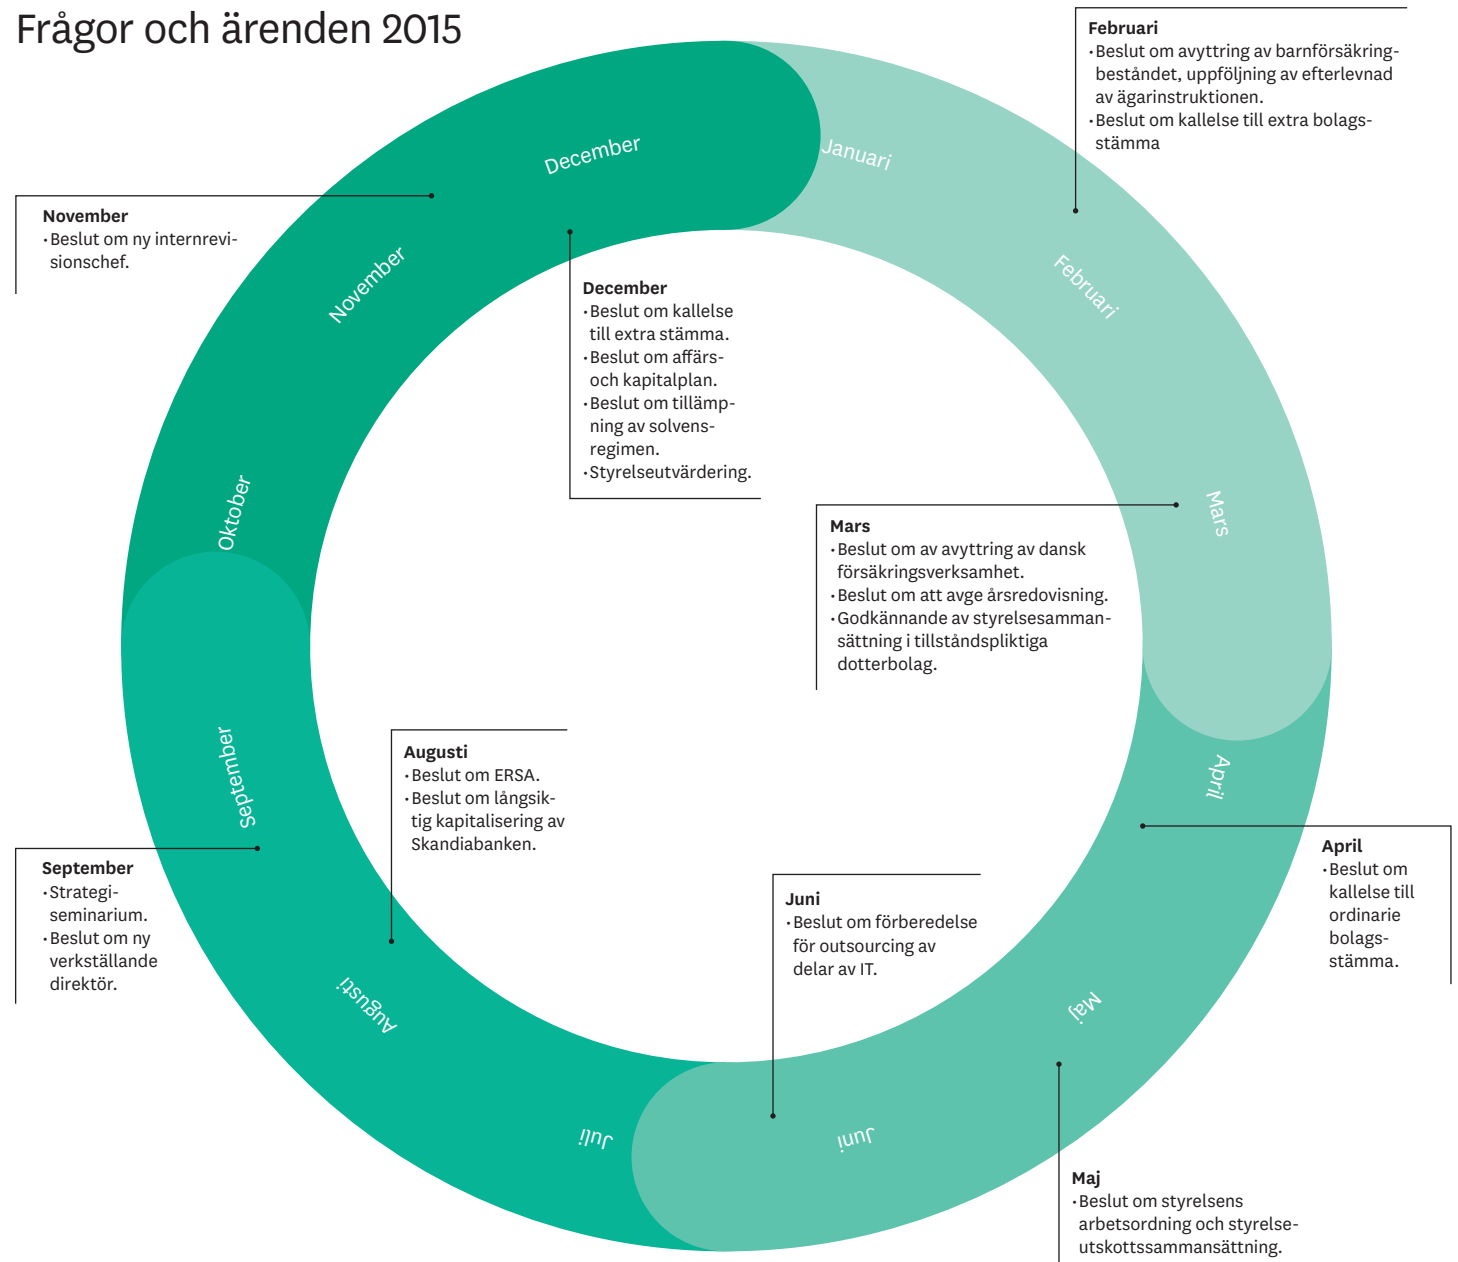 Frågor och ärenden 2015
Januari
Februari
Mars
April
Maj
Juni
Juli
Augusti
September
Oktober
November
December
Februari
·Beslut om avyttring av barnförsäkring-
beståndet, uppföljning av efterlevnad
av ägarinstruktionen.
·Beslut om kallelse till extra bolags-
stämma
Mars
·Beslut om av avyttring av dansk
försäkringsverksamhet.
·Beslut om att avge årsredovisning.
·Godkännande av styrelsesamman-
sättning i tillståndspliktiga
dotterbolag.
April
·Beslut om
kallelse till
ordinarie
bolags-
stämma.
Maj
·Beslut om styrelsens
arbetsordning och styrelse-
utskottssammansättning.
Juni
·Beslut om förberedelse
för outsourcing av
delar av IT.
Augusti
·Beslut om ERSA.
·Beslut om långsik-
tig kapitalisering av
Skandiabanken.
September
·Strategi-
seminarium.
·Beslut om ny
verkställande
direktör.
November
·Beslut om ny internrevi-
sionschef.
December
·Beslut om kallelse
till extra stämma.
·Beslut om affärs-
och kapitalplan.
·Beslut om tillämp-
ning av solvens-
regimen.
·Styrelseutvärdering.